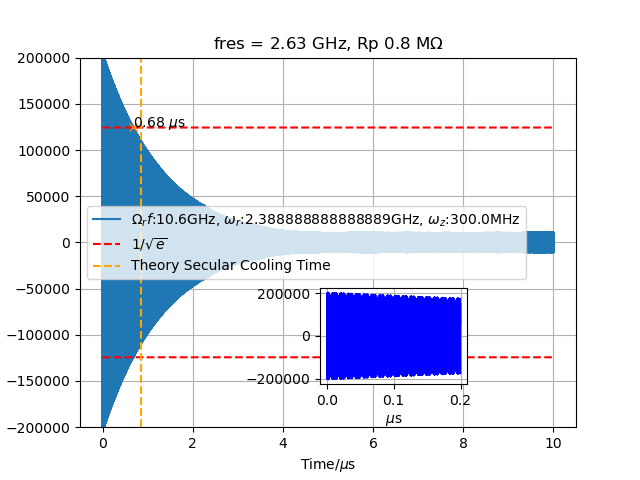 fres = 2.63 GHz, Rp 0.8 MΩ
200000
150000
100000
50000
0
−50000
−100000
−150000
−200000
0.68 μs
Ω_rf:10.6GHz, ω_r:2.388888888888889GHz, ω_z:300.0MHz
1/√e
Theory Secular Cooling Time
200000
0
−200000
0.0 0.1 0.2
μs
0 2 4 6 8 10
Time/μs